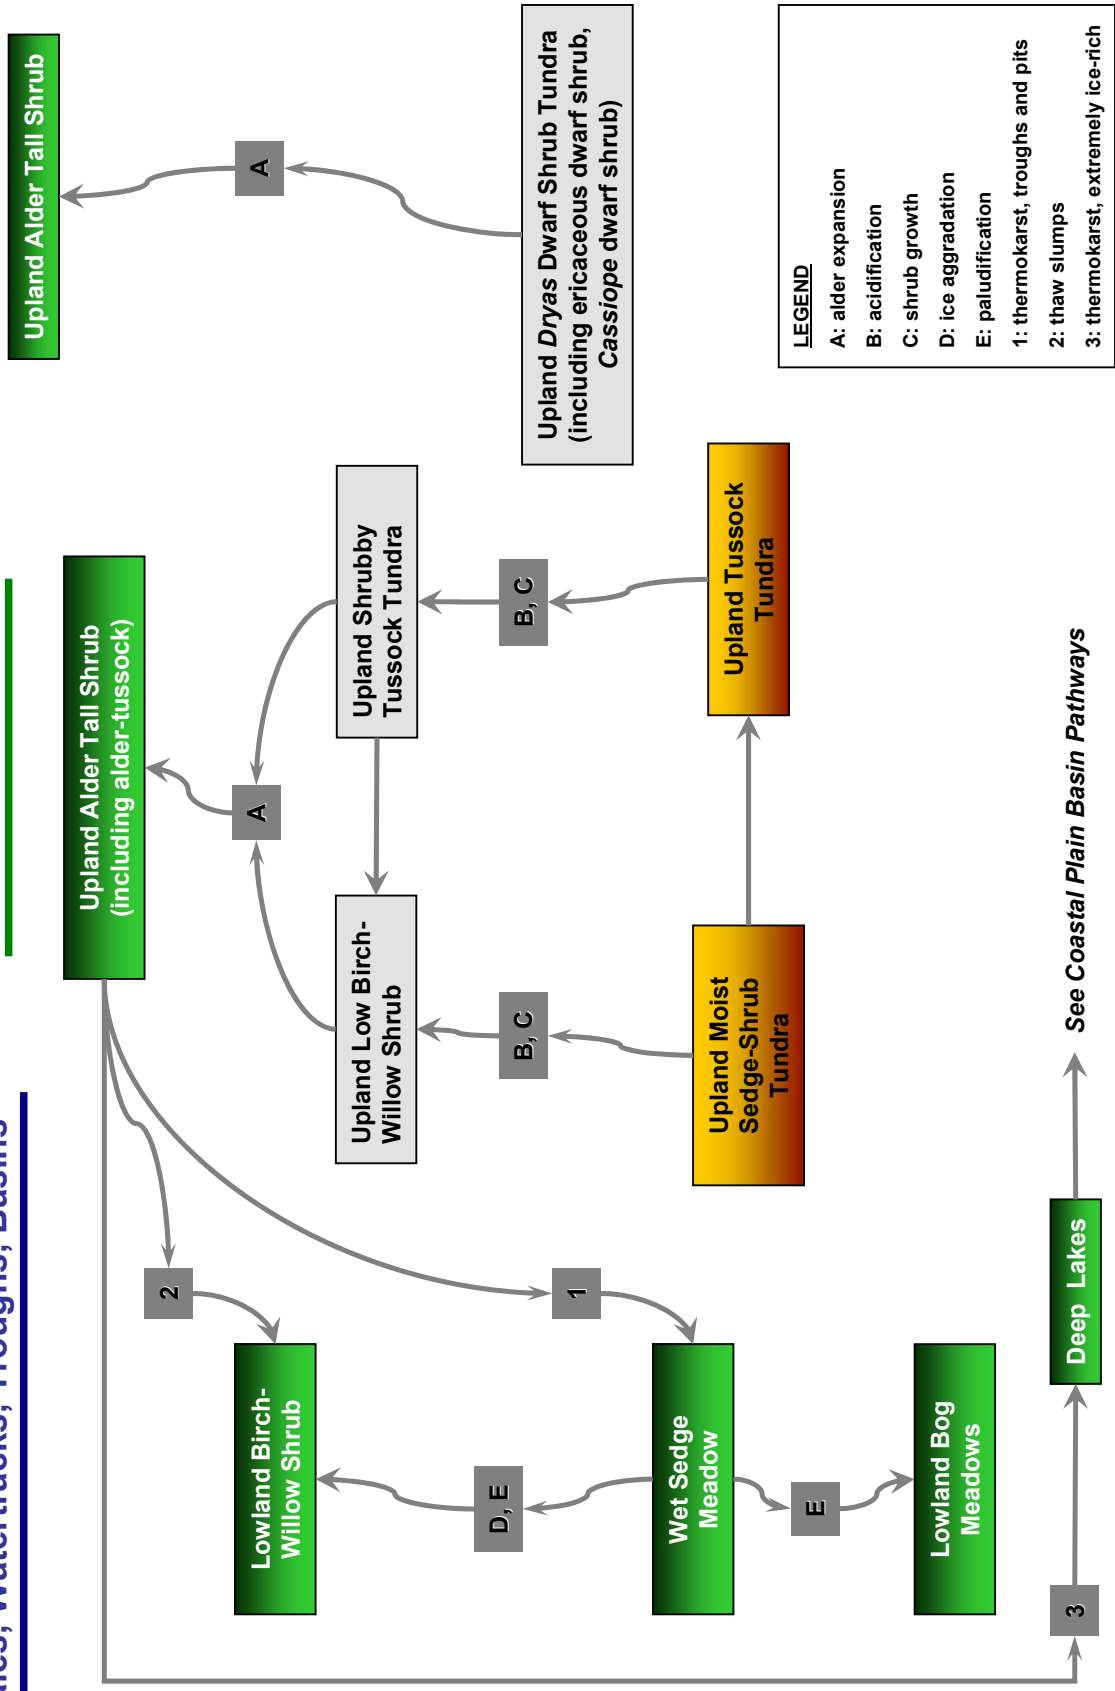 ales, Watertracks, Troughs, Basins
Upland Alder Tall Shrub
(including alder-tussock)
Upland Alder Tall Shrub
2
A
A
Lowland Birch-
Willow Shrub
Upland Low Birch-
Willow Shrub
Upland Shrubby
Tussock Tundra
D, E
1
B, C
B, C
Upland Dryas Dwarf Shrub Tundra
(including ericaceous dwarf shrub,
Cassiope dwarf shrub)
Wet Sedge
Meadow
Upland Moist
Sedge-Shrub
Tundra
Upland Tussock
Tundra
E
Lowland Bog
Meadows
3
Deep Lakes
See Coastal Plain Basin Pathways
LEGEND
A: alder expansion
B: acidification
C: shrub growth
D: ice aggradation
E: paludification
1: thermokarst, troughs and pits
2: thaw slumps
3: thermokarst, extremely ice-rich